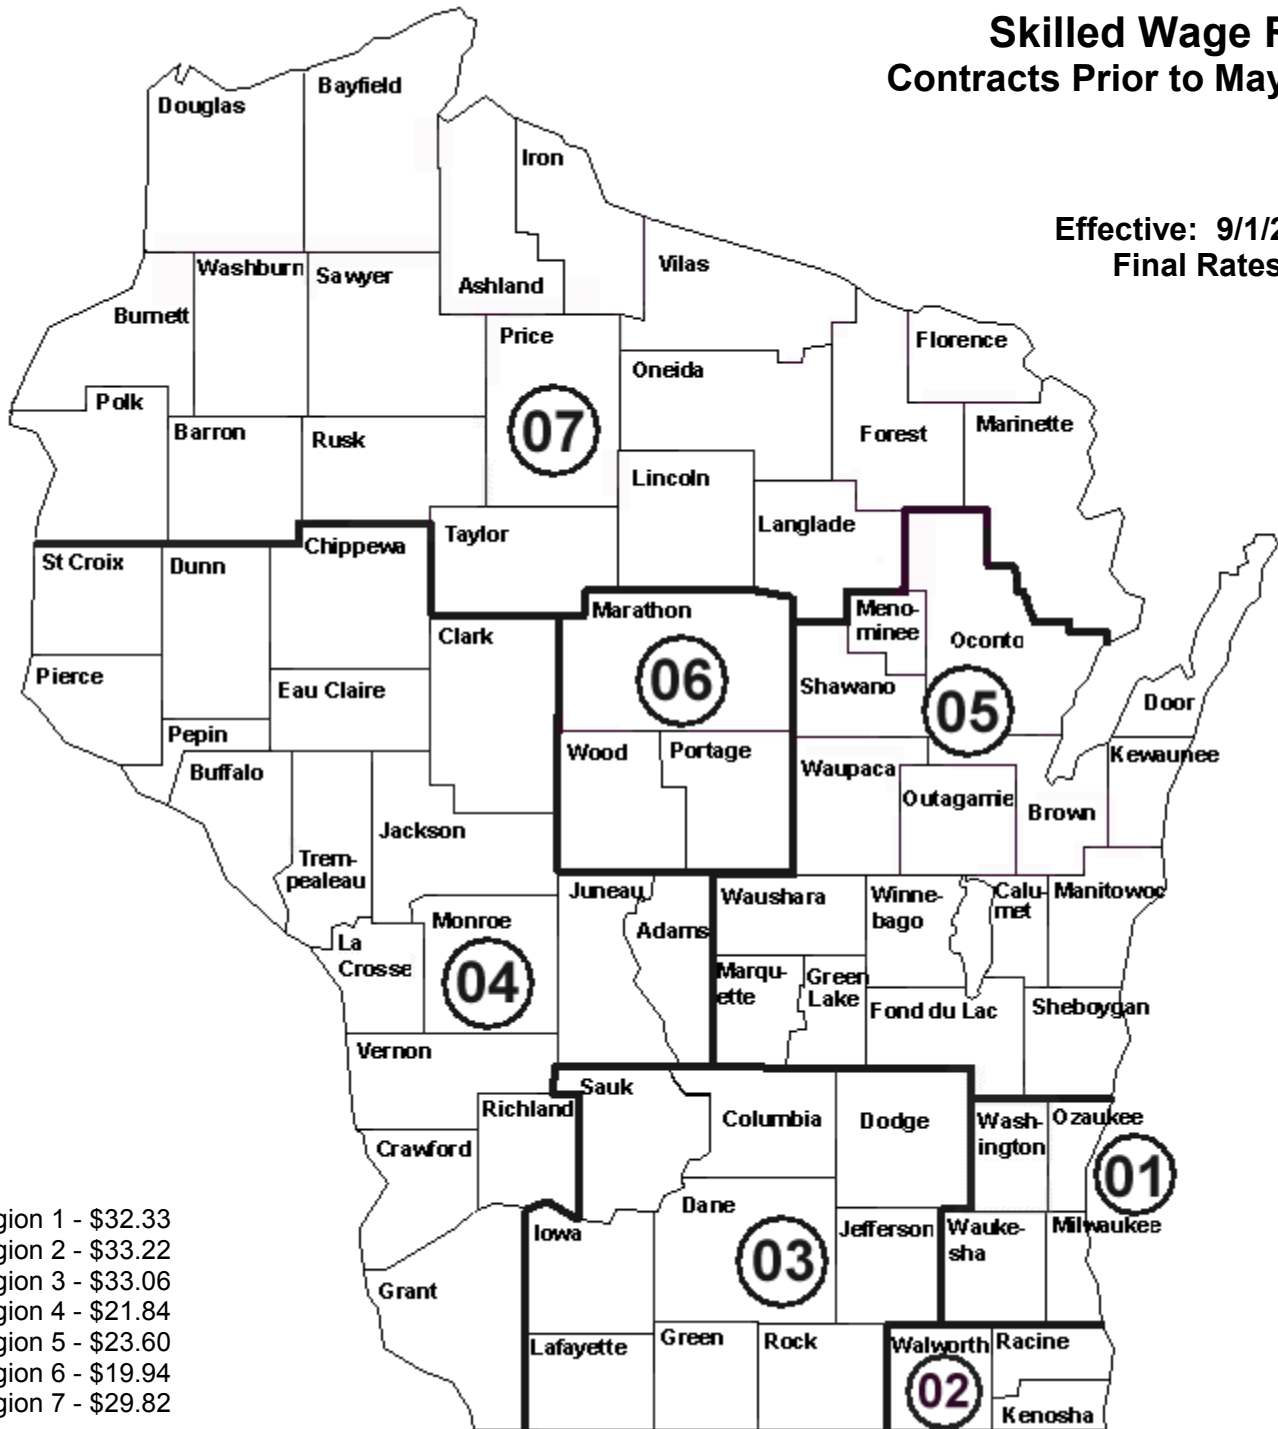 Skilled Wage R
Contracts Prior to May
Effective: 9/1/2
Final Rates
Douglas
Bayfield
Iron
Ashland
Vilas
Washburn
Sawyer
Burnett
Price
Florence
Oneida
Polk
Barron
Rusk
07
Forest
Marinette
Lincoln
Langlade
Taylor
Chippewa
St Croix
Dunn
Marathon
Meno-
minee
Oconto
Clark
06
Pierce
Eau Claire
Shawano
05
Door
Pepin
Buffalo
Wood
Portage
Waupaca
Kewaunee
Outagamie
Brown
Jackson
Trem-
pealeau
Juneau
Waushara
Winne-
bago
Calu-
met
Manitowoc
Monroe
Adams
La
Crosse
04
Marqu-
ette
Green
Lake
Fond du Lac
Sheboygan
Vernon
Sauk
Richland
Columbia
Dodge
Wash-
ington
Ozaukee
Crawford
01
Dane
Iowa
Jefferson
Wauke-
sha
Milwaukee
03
Grant
Lafayette
Green
Rock
Walworth
Racine
02
Kenosha
gion 1 - $32.33
gion 2 - $33.22
gion 3 - $33.06
gion 4 - $21.84
gion 5 - $23.60
gion 6 - $19.94
gion 7 - $29.82